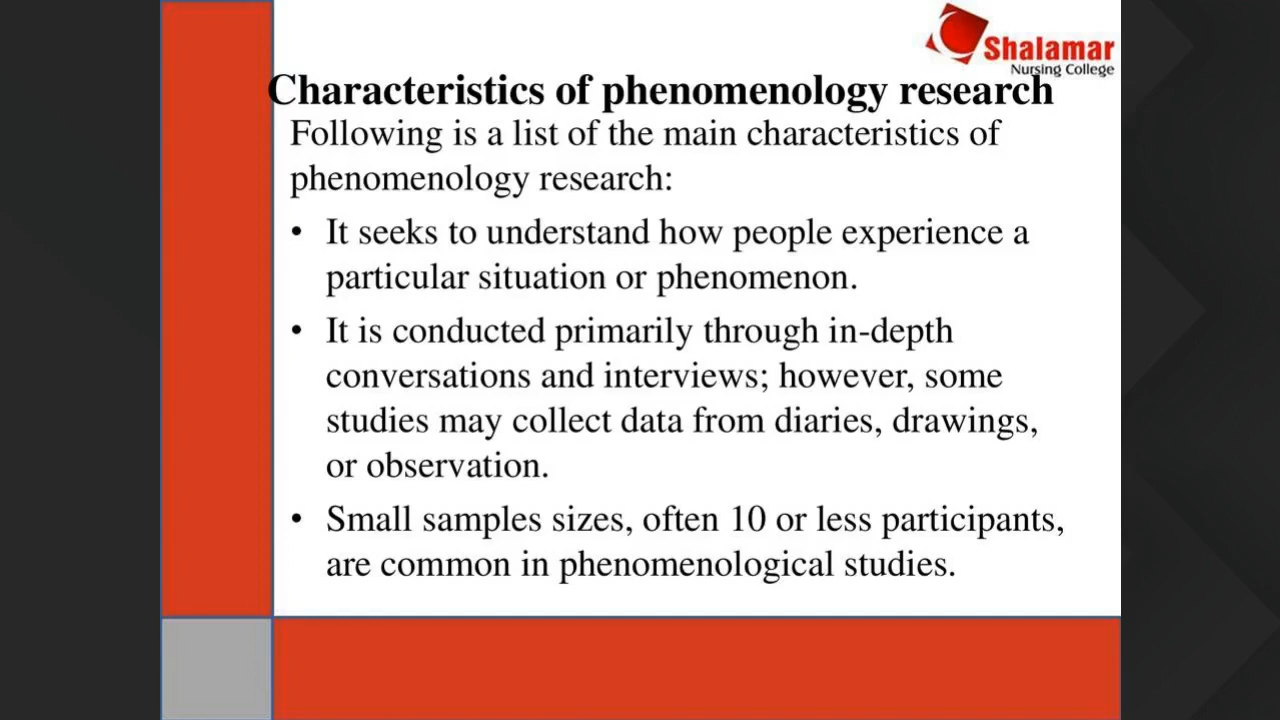 Shalamar
Nursing College
Characteristics of phenomenology research
Following is a list of the main characteristics of
phenomenology research:
• It seeks to understand how people experience a
particular situation or phenomenon.
• It is conducted primarily through in-depth
conversations and interviews; however, some
studies may collect data from diaries, drawings,
or observation.
• Small samples sizes, often 10 or less participants,
are common in phenomenological studies.